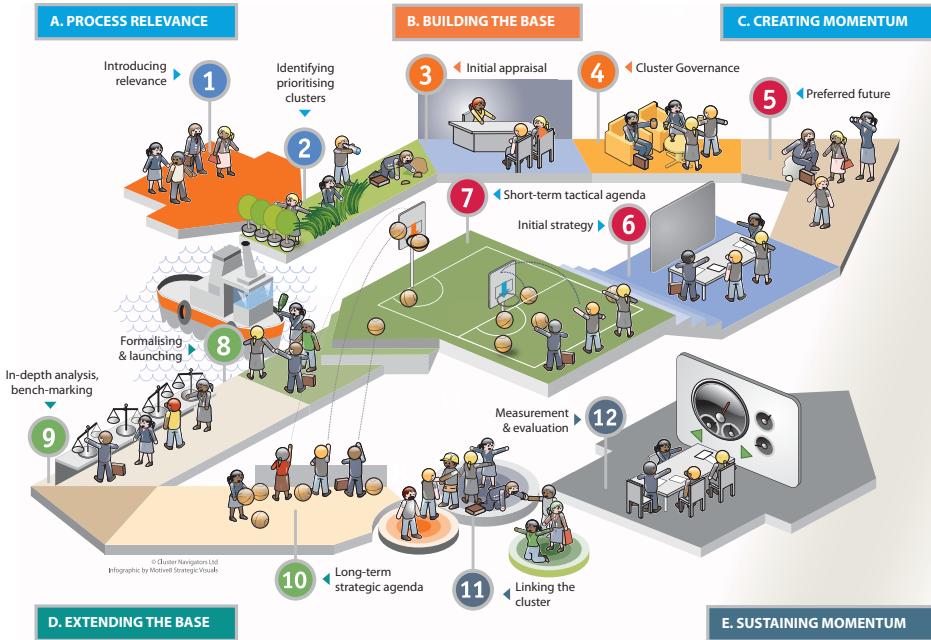 A. PROCESS RELEVANCE
B. BUILDING THE BASE
C. CREATING MOMENTUM
Introducing
relevance
1
Identifying
prioritising
clusters
2
3
Initial appraisal
4
Cluster Governance
5
Preferred future
7
Short-term tactical agenda
Initial strategy
6
Formalising
& launching
8
In-depth analysis,
bench-marking
9
Measurement
& evaluation
12
© Cluster Navigators Ltd
Infographic by Motive8 Strategic Visuals
10
Long-term
strategic agenda
11
Linking the
cluster
D. EXTENDING THE BASE
E. SUSTAINING MOMENTUM